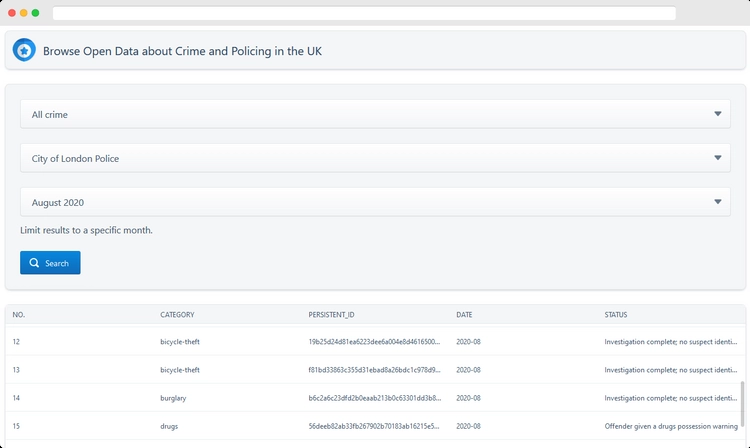 Browse Open Data about Crime and Policing in the UK
All crime
City of London Police
August 2020
Limit results to a specific month.
Search
NO. CATEGORY PERSISTENT_ID DATE STATUS
12 bicycle-theft 19b25d24d81ea6223dee6a004e8d4616500... 2020-08 Investigation complete; no suspect identi...
13 bicycle-theft f81bd33863c355d31ebad8a26bdc1c978d9... 2020-08 Investigation complete; no suspect identi...
14 burglary b6c2a6c23dfd2b0eaab213b0c63301dd3b8... 2020-08 Investigation complete; no suspect identi...
15 drugs 56deeb82ab33fb267902b70183ab16215e5... 2020-08 Offender given a drugs possession warning